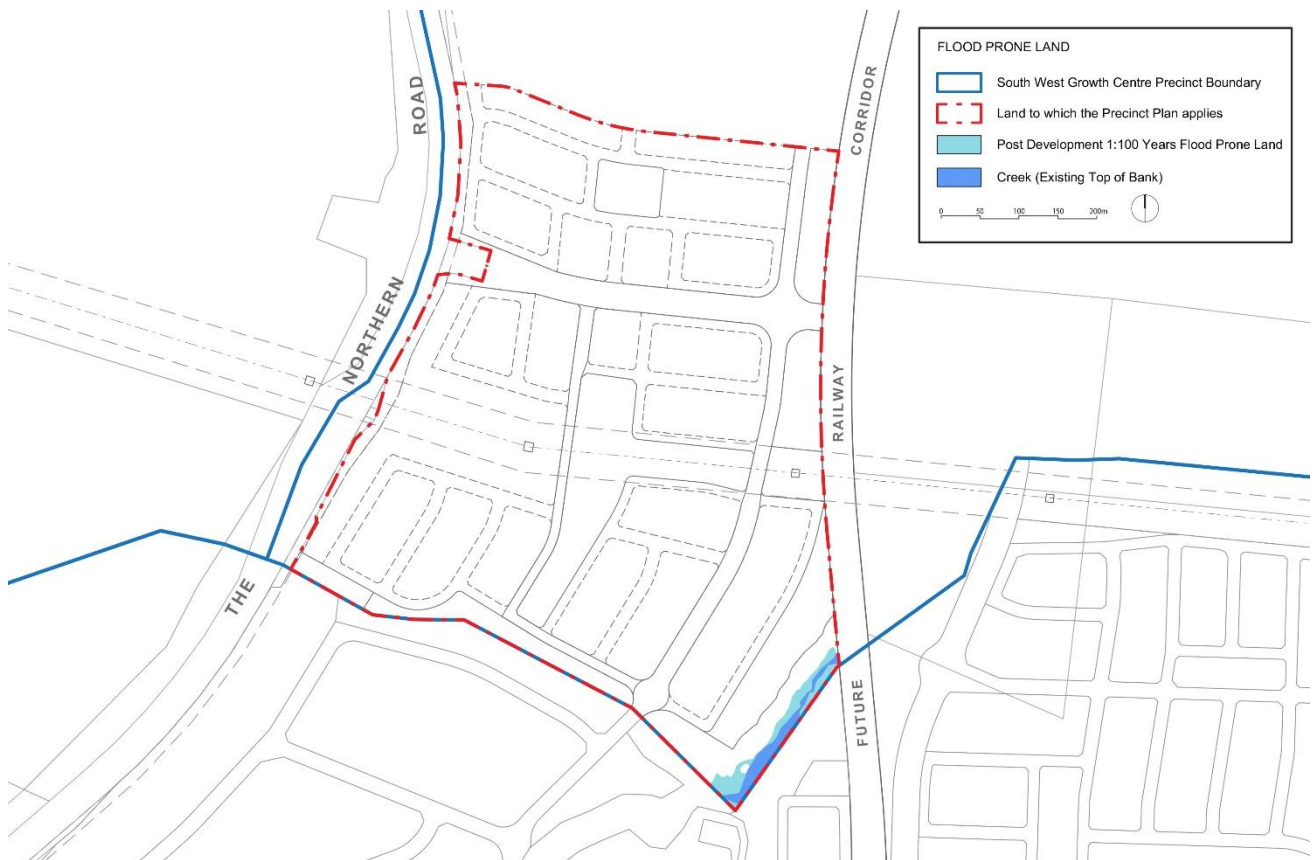 FLOOD PRONE LAND
South West Growth Centre Precinct Boundary
Land to which the Precinct Plan applies
Post Development 1:100 Years Flood Prone Land
Creek (Existing Top of Bank)
0 50 100 150 200m
THE NORTHERN ROAD
FUTURE RAILWAY CORRIDOR